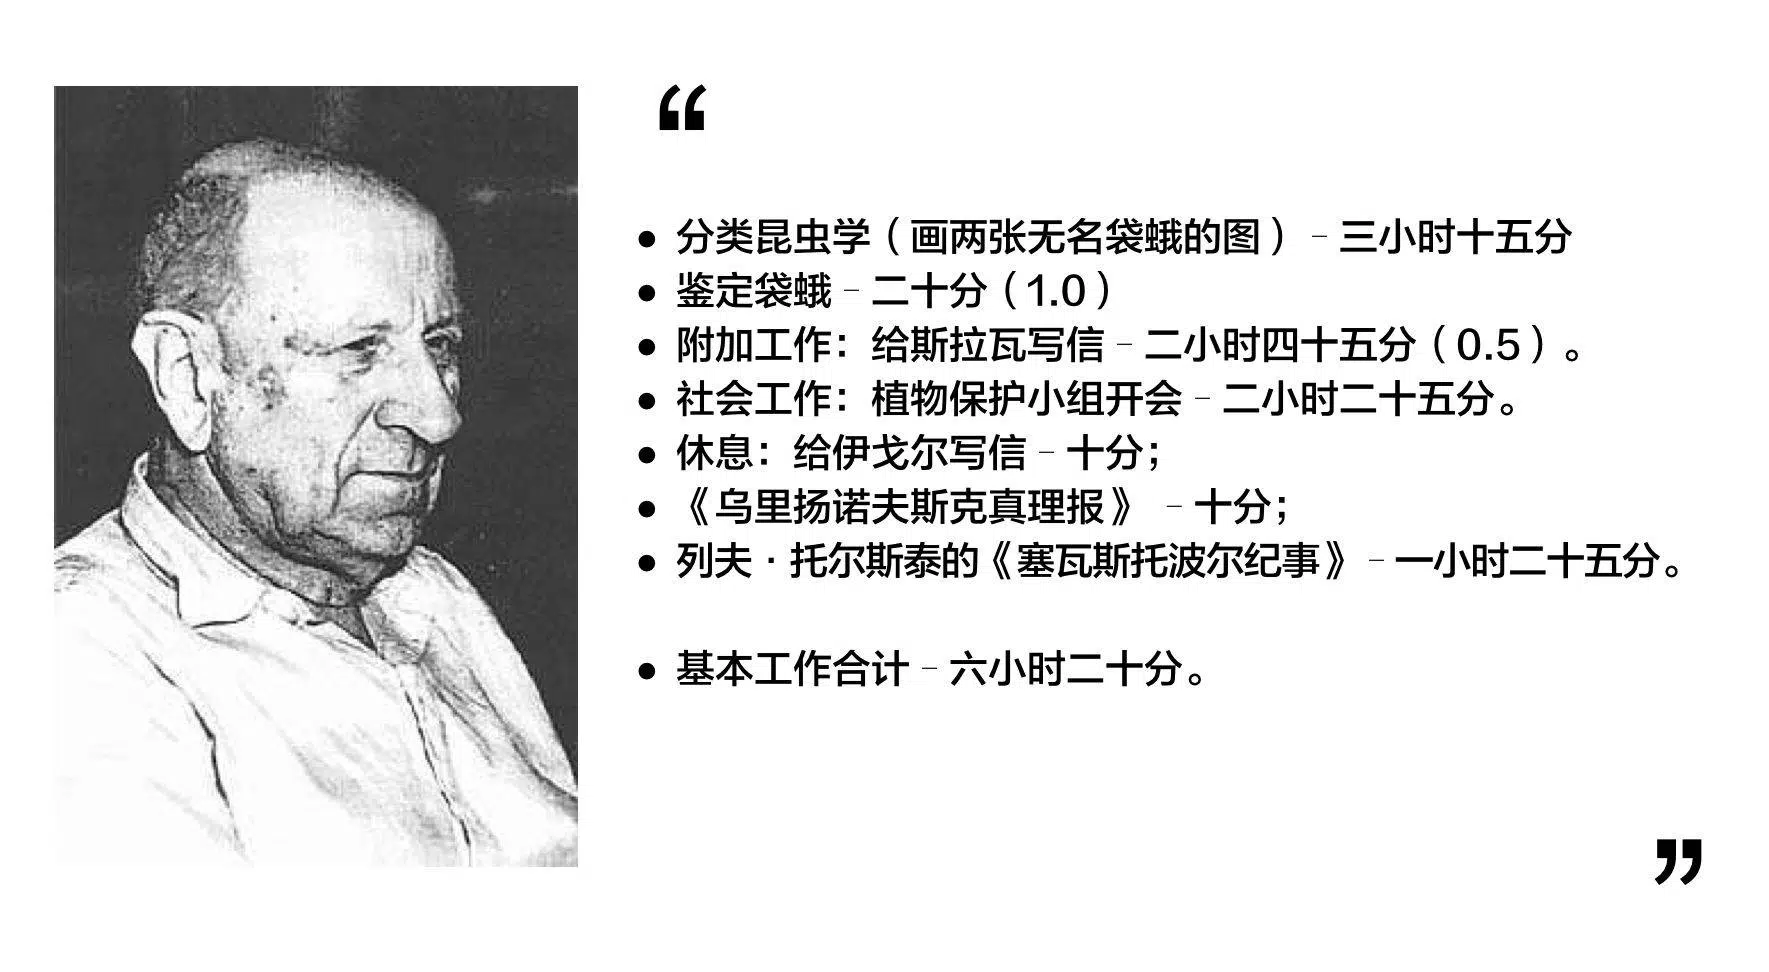 “
● 分类昆虫学（画两张无名袋蛾的图） - 三小时十五分
● 鉴定袋蛾 - 二十分（1.0）
● 附加工作：给斯拉瓦写信 - 二小时四十五分（0.5）。
● 社会工作：植物保护小组开会 - 二小时二十五分。
● 休息：给伊戈尔写信 - 十分；
● 《乌里扬诺夫斯克真理报》 - 十分；
● 列夫 · 托尔斯泰的《塞瓦斯托波尔纪事》 - 一小时二十五分。
● 基本工作合计 - 六小时二十分。
”